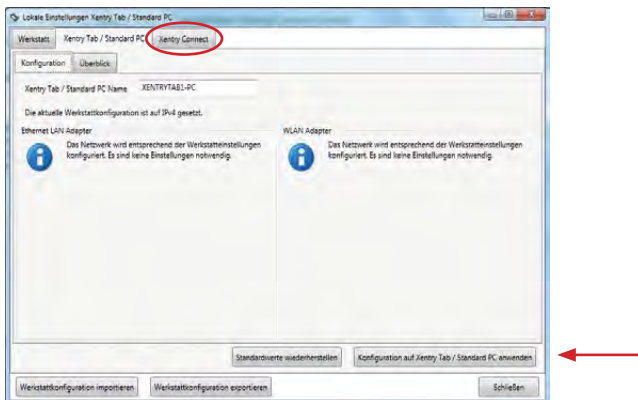 Lokale Einstellungen Xentry Tab / Standard PC
Werkstatt Xentry Tab / Standard PC Xentry Connect
Konfiguration Überblick
Xentry Tab / Standard PC Name XENTRYTAB1-PC
Die aktuelle Werkstattkonfiguration ist auf IPv4 gesetzt.
Ethernet LAN Adapter
Das Netzwerk wird entsprechend der Werkstatteinstellungen
konfiguriert. Es sind keine Einstellungen notwendig.
WLAN Adapter
Das Netzwerk wird entsprechend der Werkstatteinstellungen
konfiguriert. Es sind keine Einstellungen notwendig.
Standardwerte wiederherstellen Konfiguration auf Xentry Tab / Standard PC anwenden
Werkstattkonfiguration importieren Werkstattkonfiguration exportieren Schließen